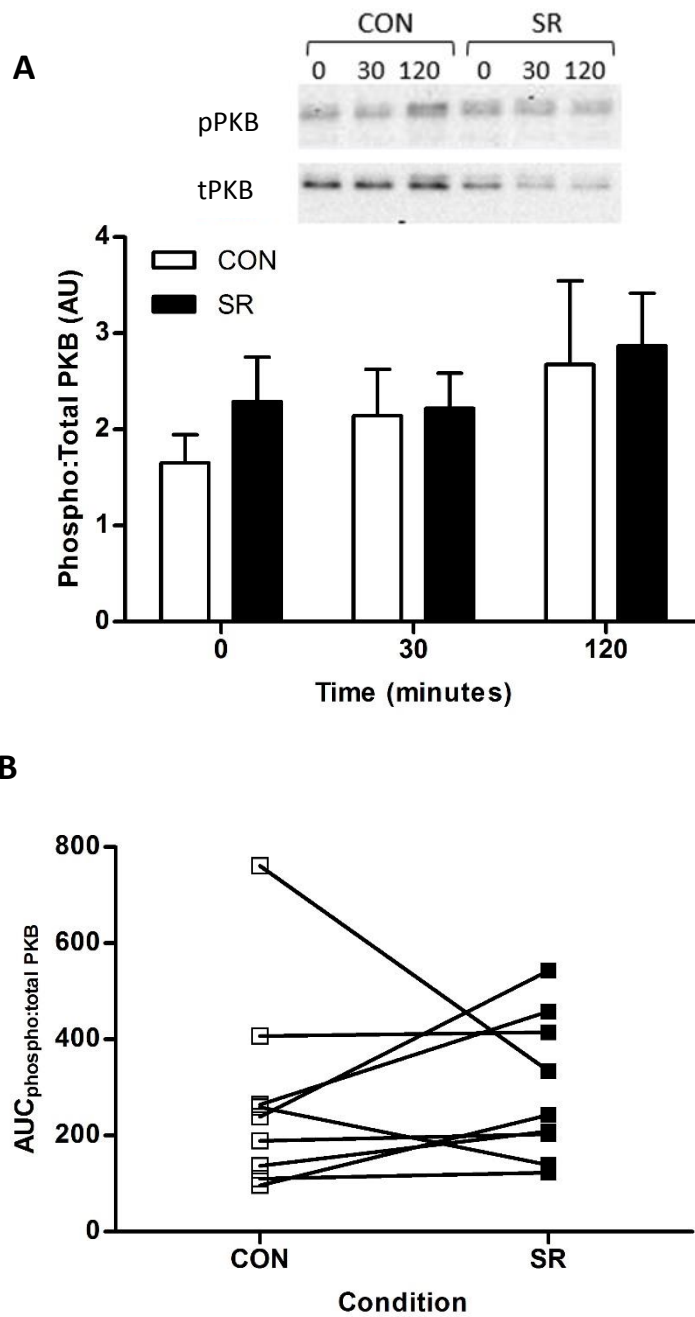 CON SR
A
0 30 120 0 30 120
pPKB
tPKB
4
CON
SR
3
2
1
0
Phospho:Total PKB (AU)
0 30 120
Time (minutes)
B
800
600
400
200
0
AUCphospho:total PKB
CON SR
Condition